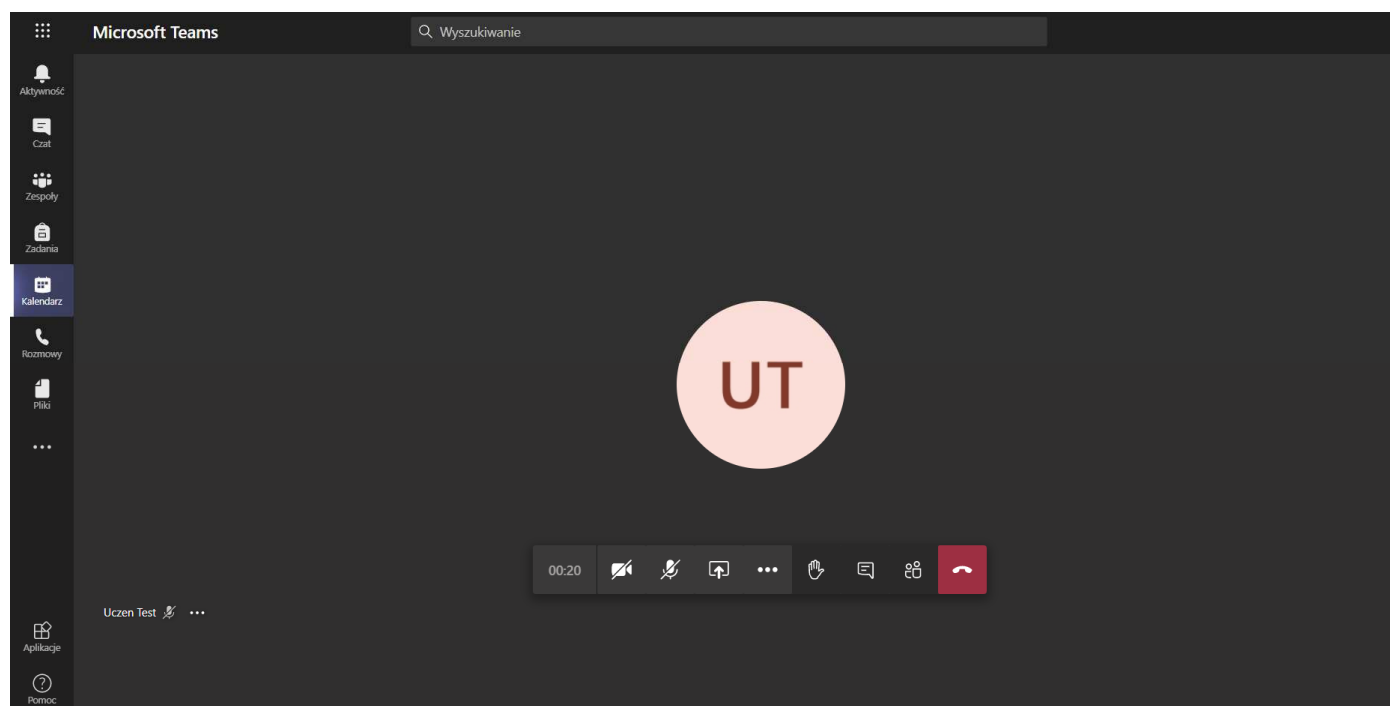 Microsoft Teams
Wyszukiwanie
Aktywność
Czat
Zespoły
Zadania
Kalendarz
Rozmowy
Pliki
UT
00:20
Uczen Test
Aplikacje
Pomoc